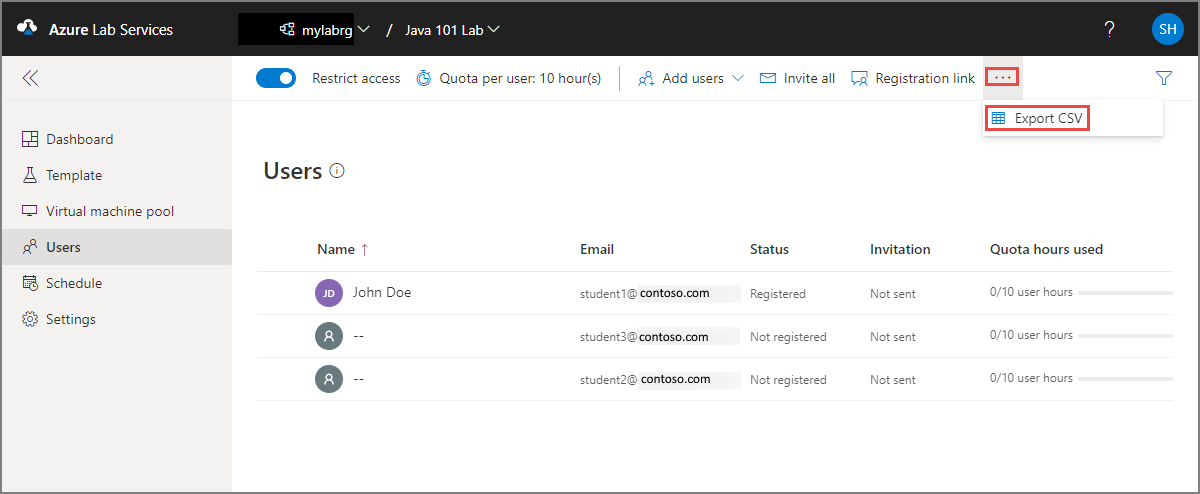 Azure Lab Services mylabrg / Java 101 Lab ? SH
Restrict access Quota per user: 10 hour(s) Add users Invite all Registration link ...
Export CSV
Dashboard
Template
Virtual machine pool
Users
Schedule
Settings
Users
Name ↑ Email Status Invitation Quota hours used
JD John Doe student1@contoso.com Registered Not sent 0/10 user hours
-- student3@contoso.com Not registered Not sent 0/10 user hours
-- student2@contoso.com Not registered Not sent 0/10 user hours